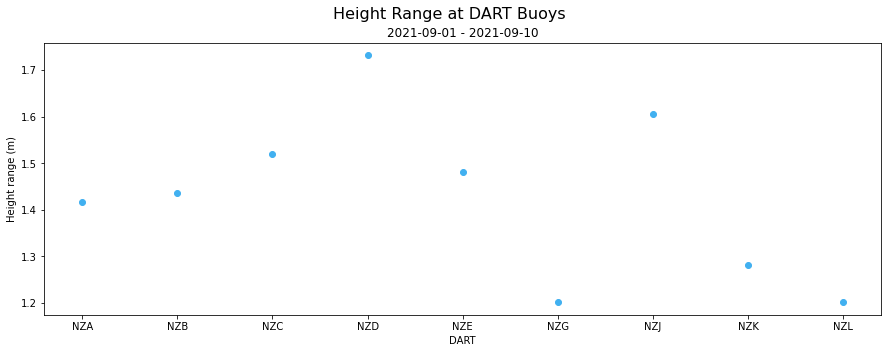 Height Range at DART Buoys
2021-09-01 - 2021-09-10
Height range (m)
1.7
1.6
1.5
1.4
1.3
1.2
NZA NZB NZC NZD NZE NZG NZJ NZK NZL
DART